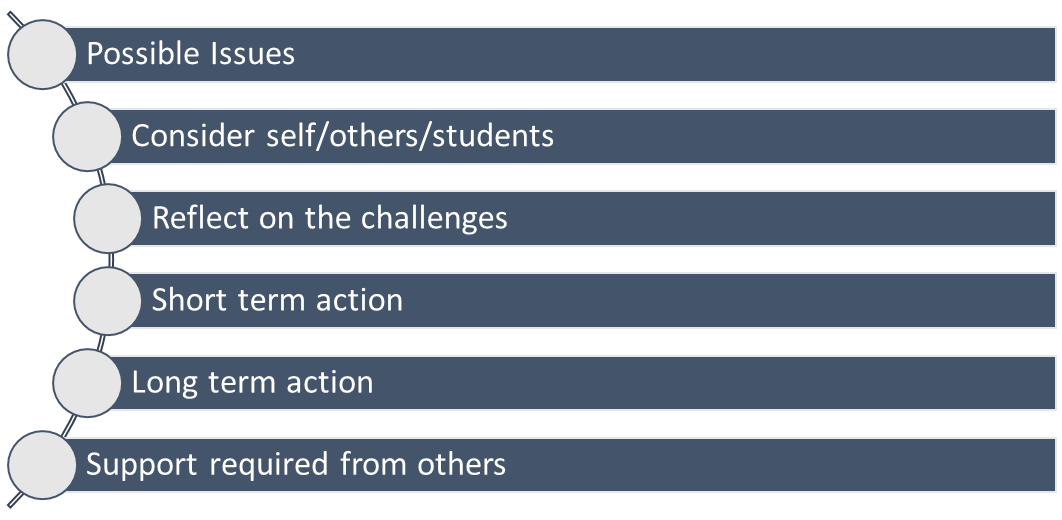 Possible Issues
Consider self/others/students
Reflect on the challenges
Short term action
Long term action
Support required from others